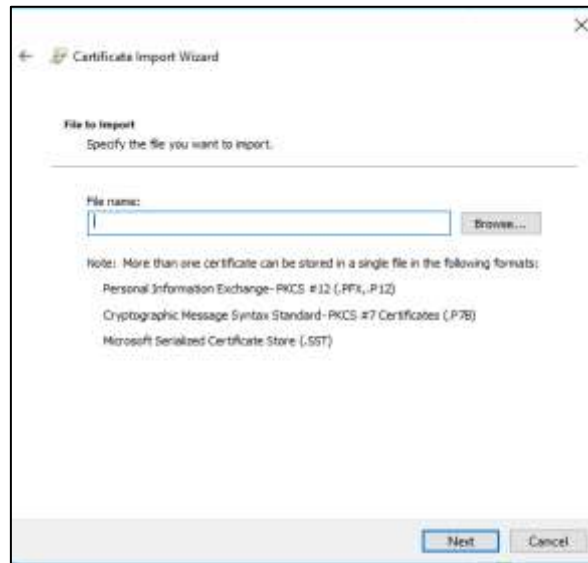 Certificate Import Wizard
File to Import
Specify the file you want to import.
File name:
Browse...
Note: More than one certificate can be stored in a single file in the following formats:
Personal Information Exchange- PKCS #12 (.PFX,.P12)
Cryptographic Message Syntax Standard- PKCS #7 Certificates (.P7B)
Microsoft Serialized Certificate Store (.SST)
Next Cancel